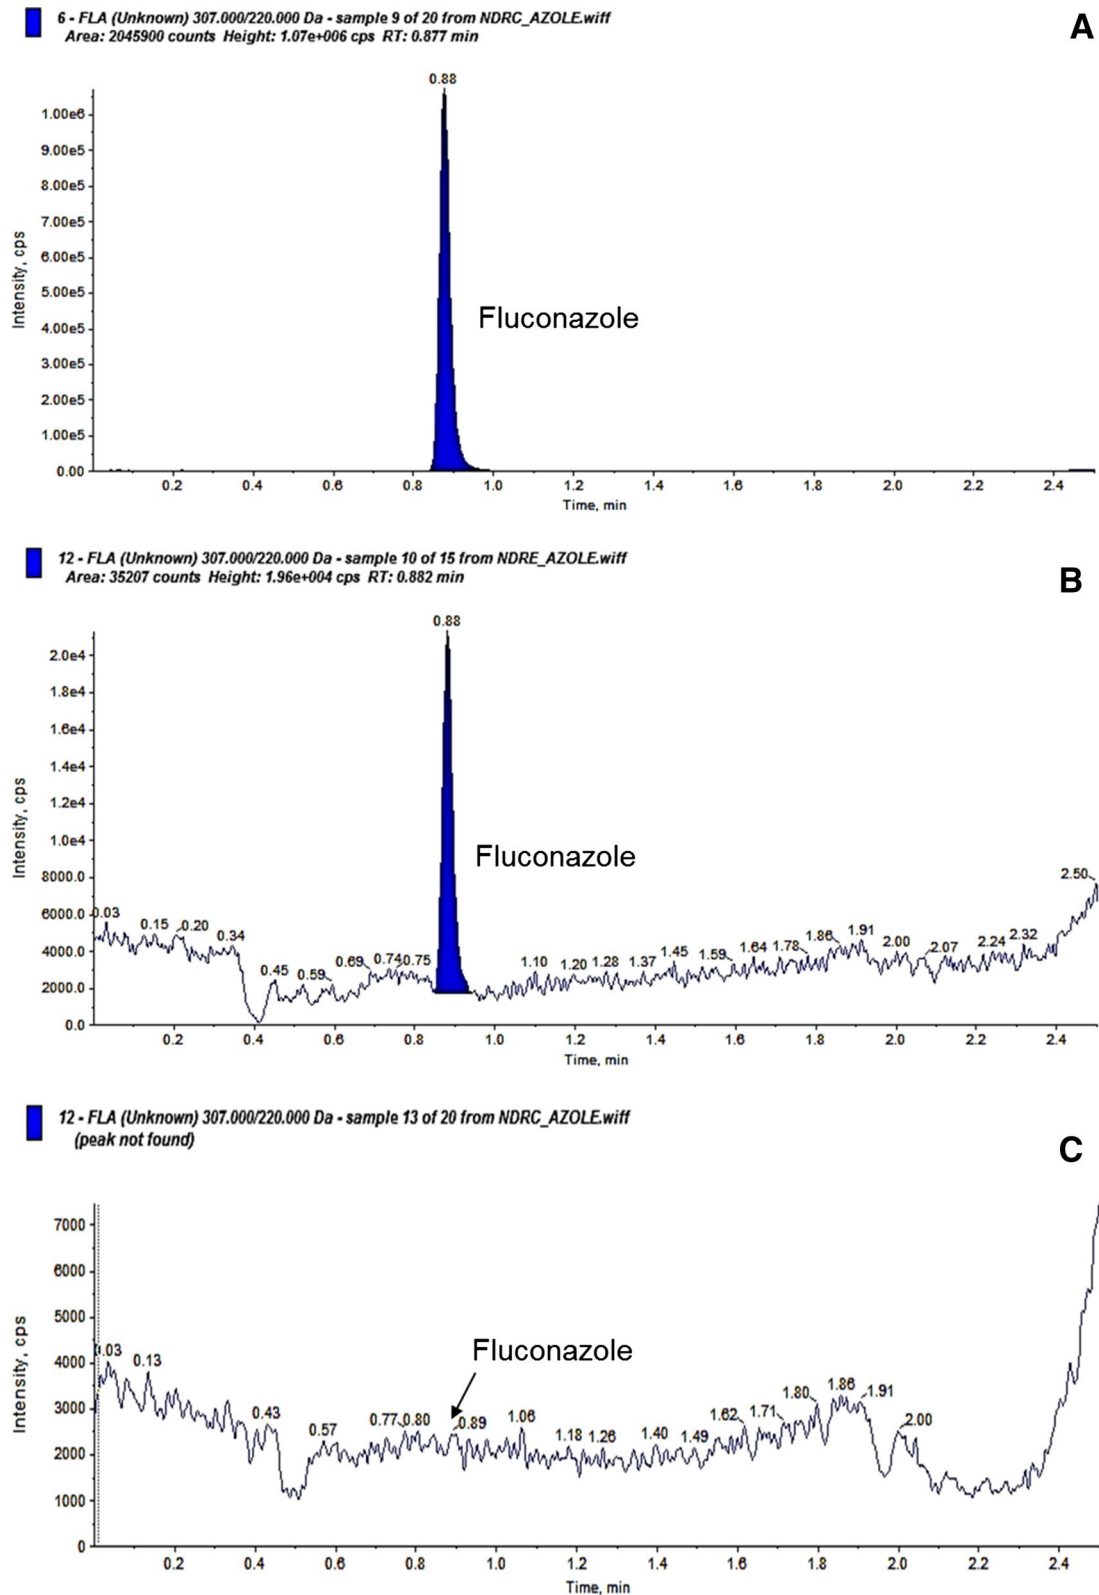 6 - FLA (Unknown) 307.000/220.000 Da - sample 9 of 20 from NDRC_AZOLE.wiff
Area: 2045900 counts Height: 1.07e+006 cps RT: 0.877 min
A
0.88
1.00e6
9.00e5
8.00e5
7.00e5
6.00e5
5.00e5
4.00e5
3.00e5
2.00e5
1.00e5
0.00
Intensity, cps
Fluconazole
0.2 0.4 0.6 0.8 1.0 1.2 1.4 1.6 1.8 2.0 2.2 2.4
Time, min
12 - FLA (Unknown) 307.000/220.000 Da - sample 10 of 15 from NDRE_AZOLE.wiff
Area: 35207 counts Height: 1.96e+004 cps RT: 0.882 min
B
0.88
2.0e4
1.8e4
1.6e4
1.4e4
1.2e4
1.0e4
8000.0
6000.0
4000.0
2000.0
0.0
Intensity, cps
Fluconazole
0.03 0.15 0.20 0.34 0.45 0.59 0.69 0.74 0.75 1.10 1.20 1.28 1.37 1.45 1.59 1.64 1.78 1.86 1.91 2.00 2.07 2.24 2.32 2.50
0.2 0.4 0.6 0.8 1.0 1.2 1.4 1.6 1.8 2.0 2.2 2.4
Time, min
12 - FLA (Unknown) 307.000/220.000 Da - sample 13 of 20 from NDRC_AZOLE.wiff
(peak not found)
C
7000
6000
5000
4000
3000
2000
1000
0
Intensity, cps
Fluconazole
0.03 0.13 0.43 0.57 0.77 0.80 0.89 1.06 1.18 1.26 1.40 1.49 1.62 1.71 1.80 1.86 1.91 2.00
0.2 0.4 0.6 0.8 1.0 1.2 1.4 1.6 1.8 2.0 2.2 2.4
Time, min